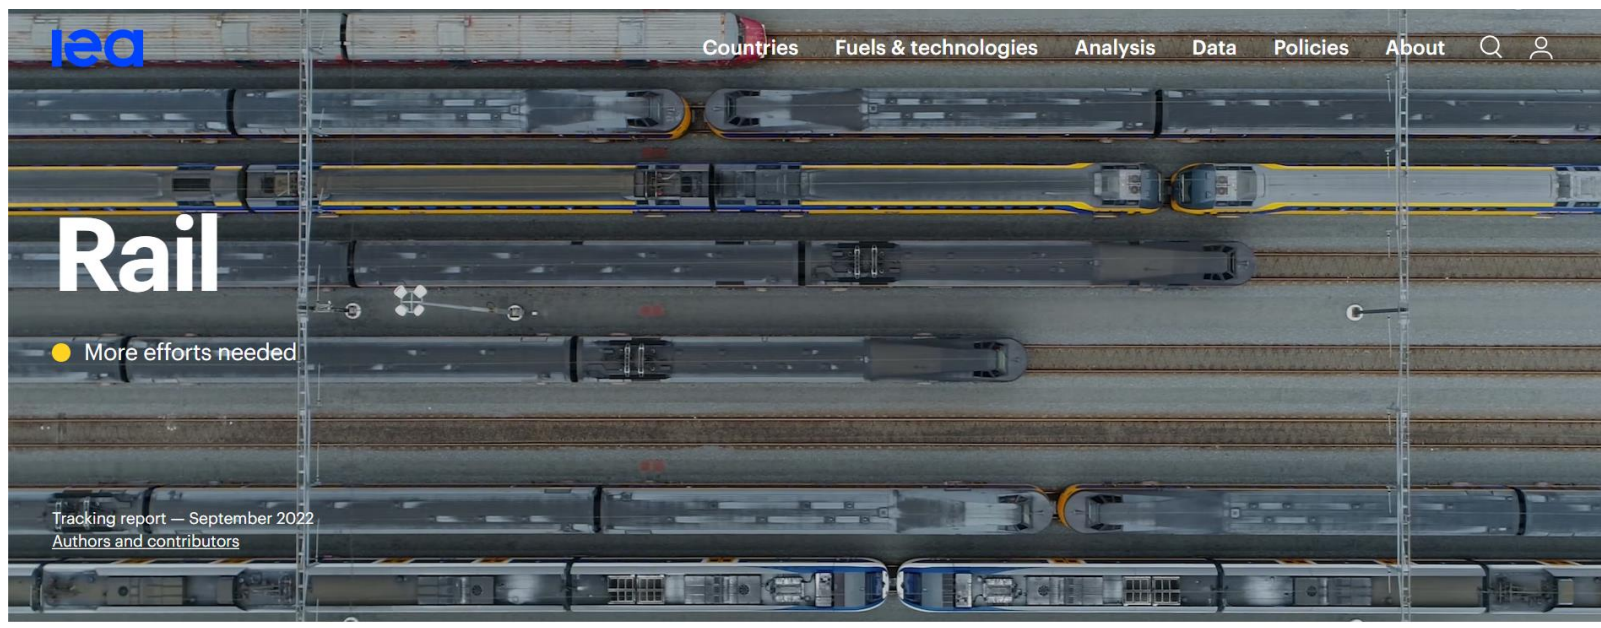 iea
Countries Fuels & technologies Analysis Data Policies About
Rail
More efforts needed
Tracking report — September 2022
Authors and contributors